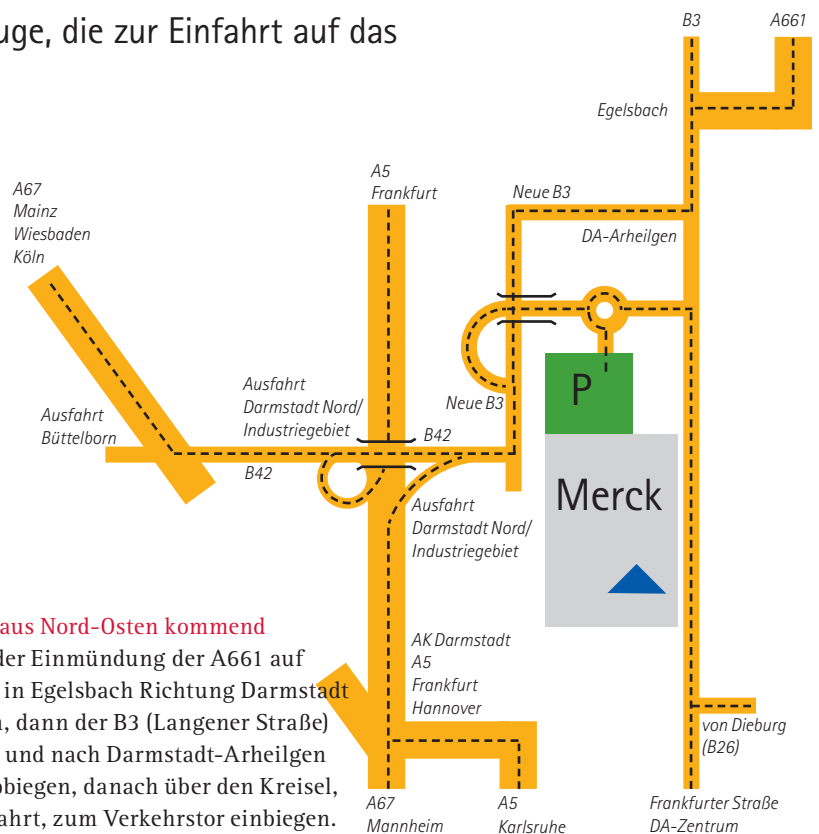 uge, die zur Einfahrt auf das
B3
A661
Egelsbach
A5
Frankfurt
Neue B3
A67
Mainz
Wiesbaden
Köln
DA-Arheilgen
Ausfahrt
Darmstadt Nord/
Industriegebiet
Neue B3
P
Ausfahrt
Büttelborn
B42
B42
Merck
Ausfahrt
Darmstadt Nord/
Industriegebiet
aus Nord-Osten kommend
der Einmündung der A661 auf
in Egelsbach Richtung Darmstadt
, dann der B3 (Langener Straße)
und nach Darmstadt-Arheilgen
biegen, danach über den Kreisel,
ahrt, zum Verkehrstor einbiegen.
AK Darmstadt
A5
Frankfurt
Hannover
von Dieburg
(B26)
A67
Mannheim
A5
Karlsruhe
Frankfurter Straße
DA-Zentrum